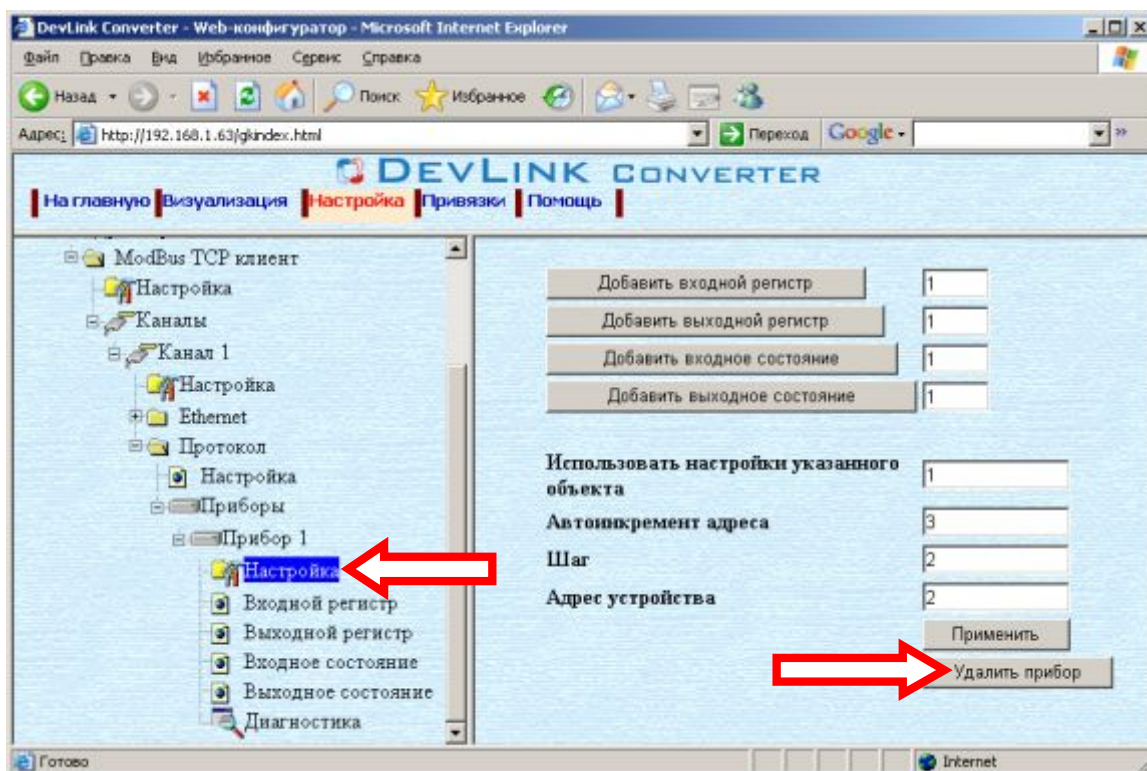 DevLink Converter - Web-конфигуратор - Microsoft Internet Explorer
Файл Правка Вид Избранное Сервис Справка
Назад Поиск Избранное
Адрес: http://192.168.1.63/gkindex.html Переход Google
DEVLINK CONVERTER
На главную Визуализация Настройка Привязки Помощь
ModBus TCP клиент
Настройка
Каналы
Канал 1
Настройка
Ethernet
Протокол
Настройка
Приборы
Прибор 1
Настройка
Входной регистр
Выходной регистр
Входное состояние
Выходное состояние
Диагностика
Добавить входной регистр 1
Добавить выходной регистр 1
Добавить входное состояние 1
Добавить выходное состояние 1
Использовать настройки указанного
объекта 1
Автоинкремент адреса 3
Шаг 2
Адрес устройства 2
Применить
Удалить прибор
Готово Internet